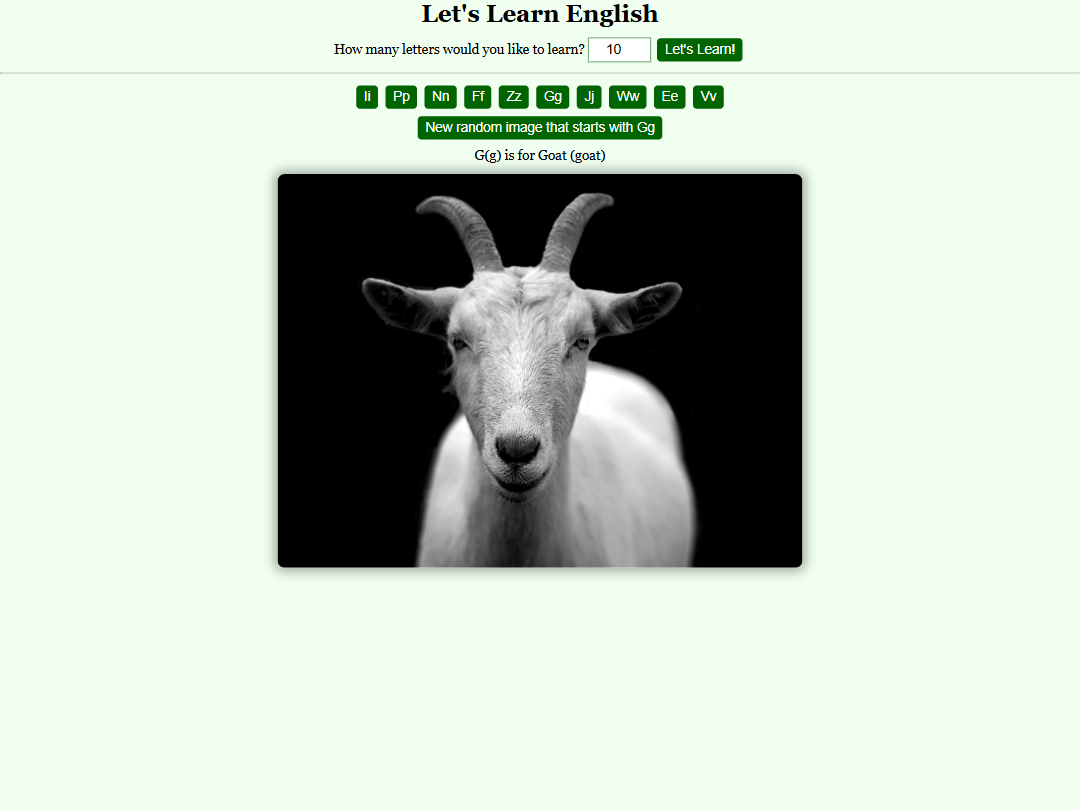 Let's Learn English
How many letters would you like to learn? 10 Let's Learn!
Ii Pp Nn Ff Zz Gg Jj Ww Ee Vv
New random image that starts with Gg
G(g) is for Goat (goat)